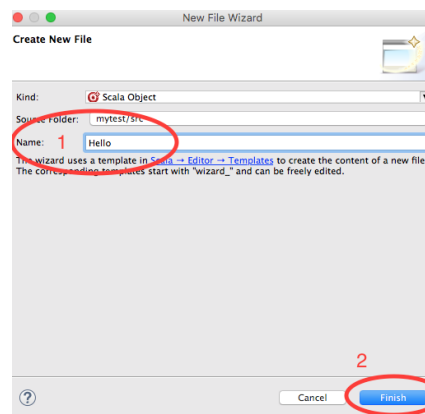 New File Wizard
Create New File
Kind: Scala Object
Source Folder: mytest/src
1
Name: Hello
The wizard uses a template in Scala → Editor → Templates to create the content of a new file
The corresponding templates start with "wizard_" and can be freely edited.
2
? Cancel Finish